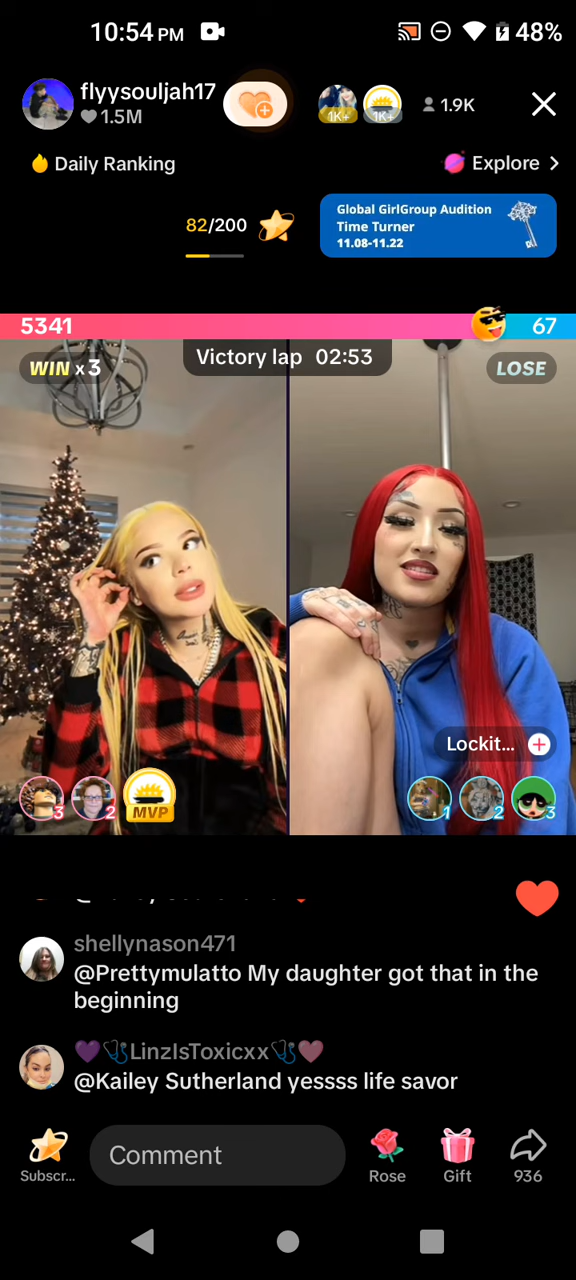 10:54 PM
48%
flyysouljah17
1.5M
1K+
1K+
1.9K
Daily Ranking
Explore
82/200
Global GirlGroup Audition
Time Turner
11.08-11.22
5341
67
WIN x3
Victory lap 02:53
LOSE
Lockit...
3
2
MVP
1
2
3
shellynason471
@Prettymulatto My daughter got that in the
beginning
💜🩺LinzIsToxicxx🩺💜
@Kailey Sutherland yessss life savor
Comment
Subscr...
Rose
Gift
936